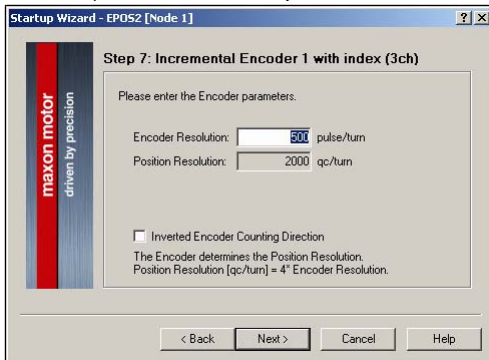 Startup Wizard - EPOS2 [Node 1]
Step 7: Incremental Encoder 1 with index (3ch)
maxon motor
driven by precision
Please enter the Encoder parameters.
Encoder Resolution: 500 pulse/turn
Position Resolution: 2000 qc/turn
Inverted Encoder Counting Direction
The Encoder determines the Position Resolution.
Position Resolution [qc/turn] = 4* Encoder Resolution.
< Back Next > Cancel Help